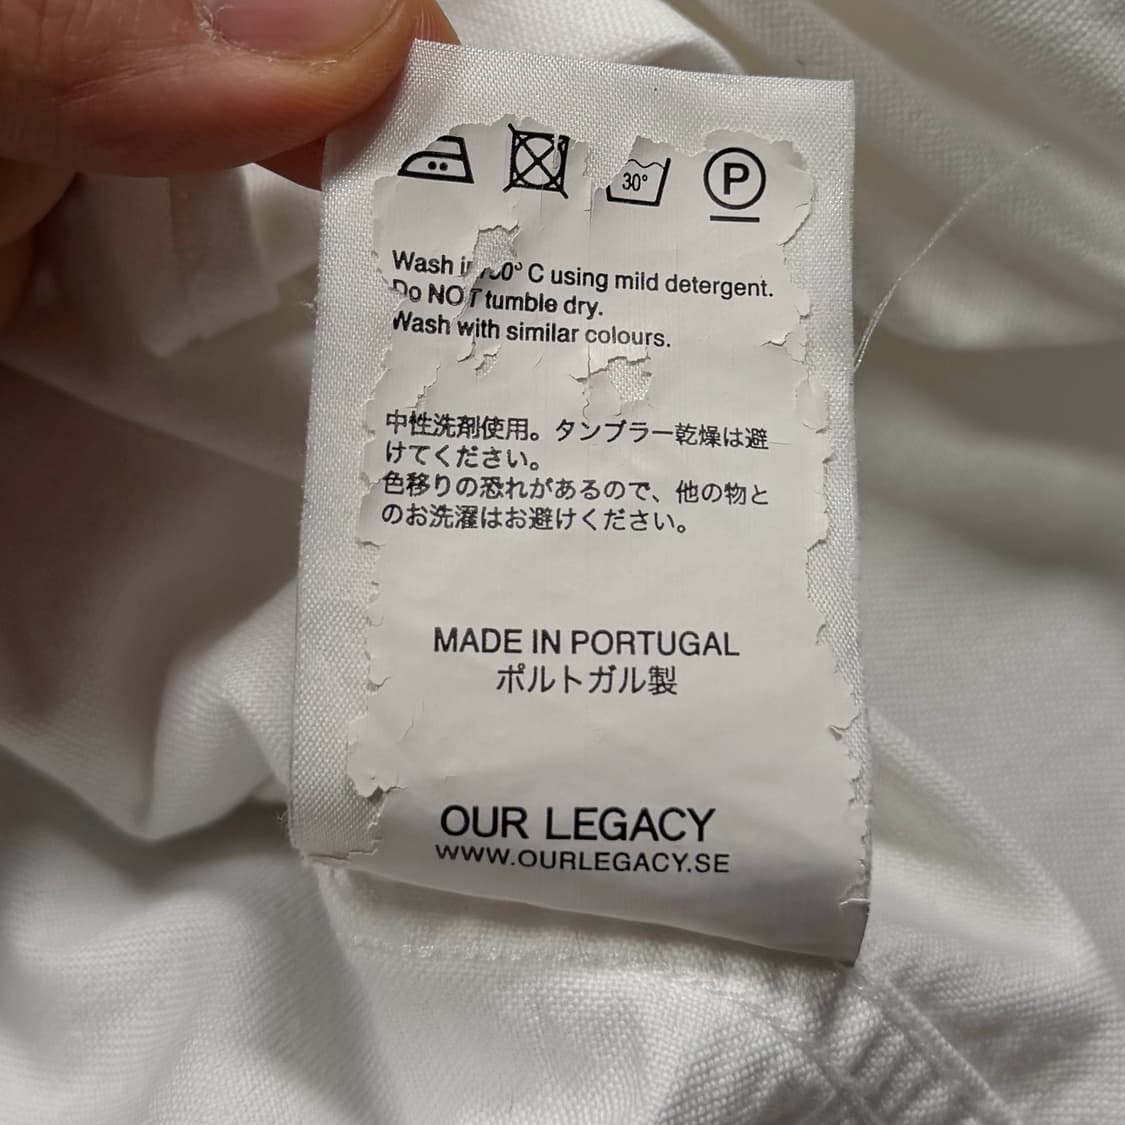 30°
P
Wash in 30° C using mild detergent.
Do NOT tumble dry.
Wash with similar colours.
中性洗剤使用。タンブラー乾燥は避
けてください。
色移りの恐れがあるので、他の物と
のお洗濯はお避けください。
MADE IN PORTUGAL
ポルトガル製
OUR LEGACY
WWW.OURLEGACY.SE